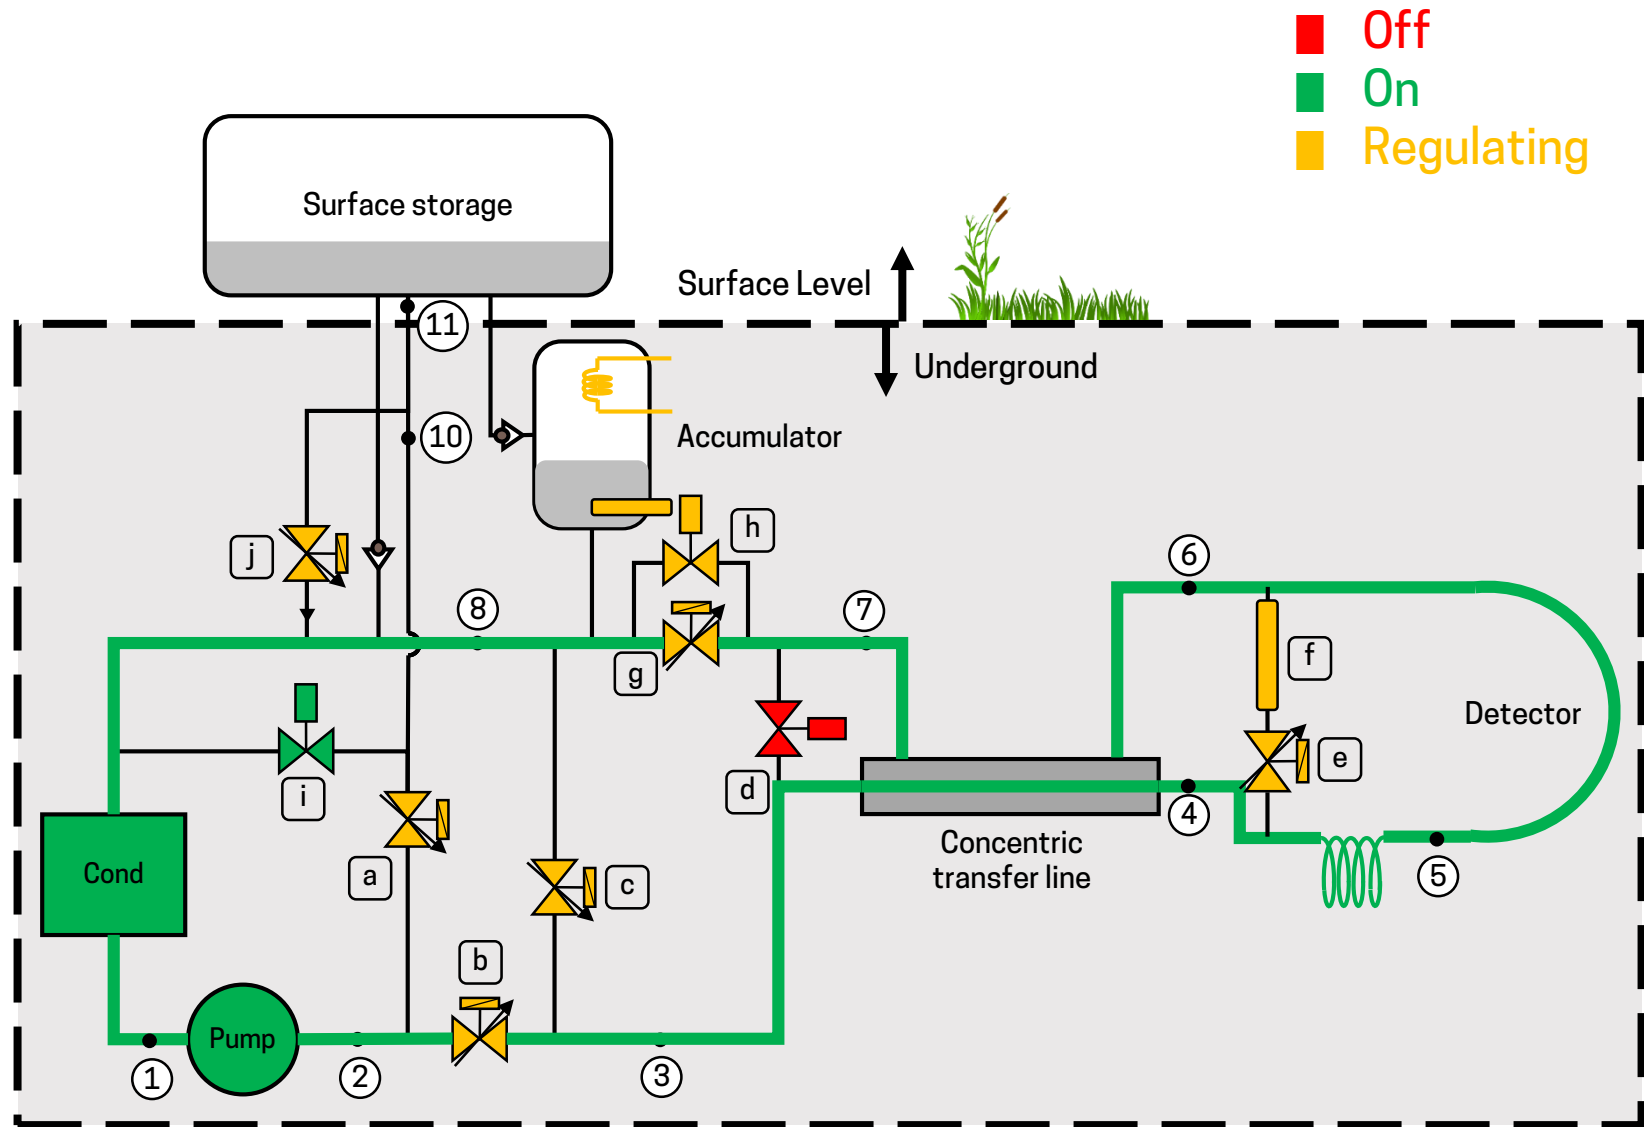 Off
On
Regulating
Surface storage
Surface Level
11
Underground
10
Accumulator
h
j
6
8
7
g
f
Detector
e
i
d
4
Concentric
transfer line
Cond
a
c
5
b
Pump
1
2
3